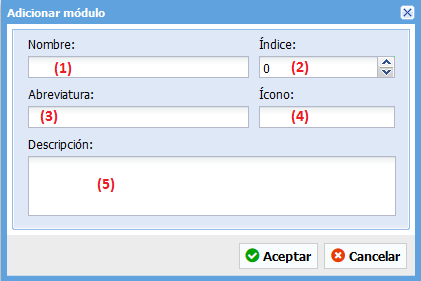 Adicionar módulo
Nombre: Índice:
(1) 0 (2)
Abreviatura: Ícono:
(3) (4)
Descripción:
(5)
Aceptar Cancelar